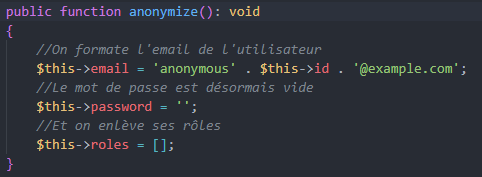 public function anonymize(): void
{
//On formate l'email de l'utilisateur
$this->email = 'anonymous' . $this->id . '@example.com';
//Le mot de passe est désormais vide
$this->password = '';
//Et on enlève ses rôles
$this->roles = [];
}